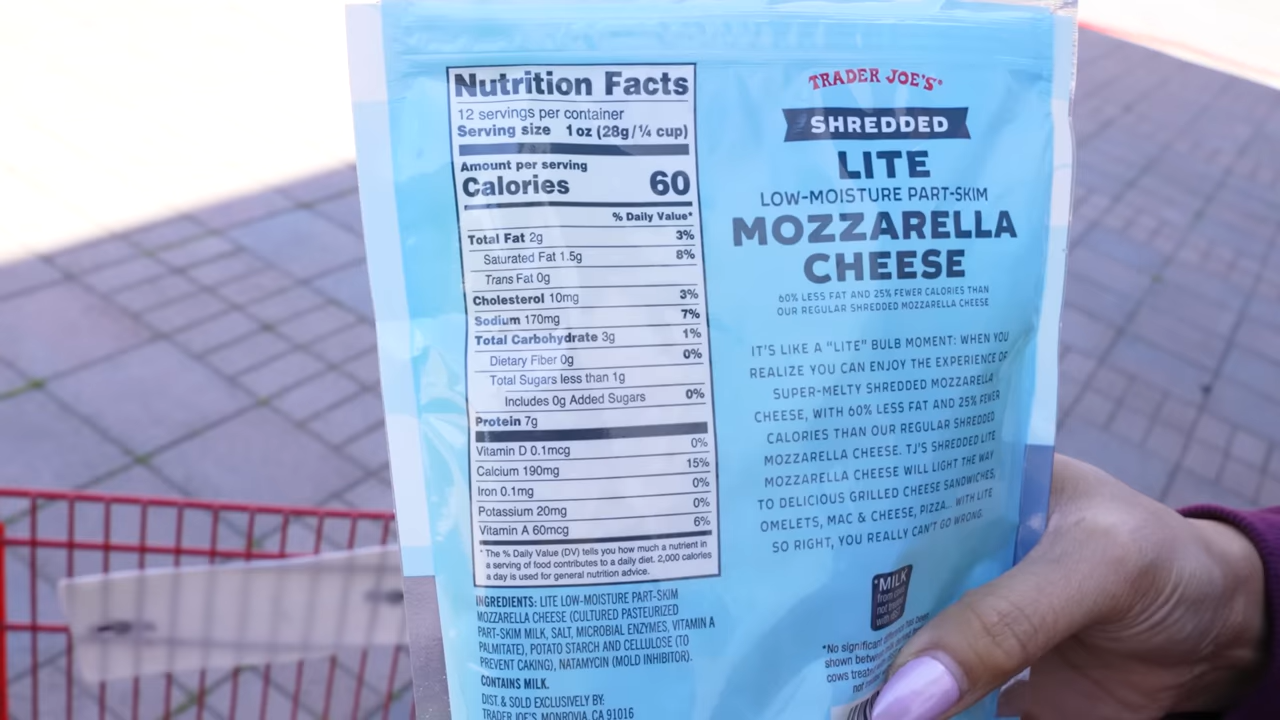 Nutrition Facts
12 servings per container
Serving size 1 oz (28g/¼ cup)
Amount per serving
Calories 60
% Daily Value*
Total Fat 2g 3%
Saturated Fat 1.5g 8%
Trans Fat 0g
Cholesterol 10mg 3%
Sodium 170mg 7%
Total Carbohydrate 3g 1%
Dietary Fiber 0g 0%
Total Sugars less than 1g
Includes 0g Added Sugars 0%
Protein 7g
Vitamin D 0.1mcg 0%
Calcium 190mg 15%
Iron 0.1mg 0%
Potassium 20mg 0%
Vitamin A 60mcg 6%
* The % Daily Value (DV) tells you how much a nutrient in
a serving of food contributes to a daily diet. 2,000 calories
a day is used for general nutrition advice.
INGREDIENTS: LITE LOW-MOISTURE PART-SKIM
MOZZARELLA CHEESE (CULTURED PASTEURIZED
PART-SKIM MILK, SALT, MICROBIAL ENZYMES, VITAMIN A
PALMITATE), POTATO STARCH AND CELLULOSE (TO
PREVENT CAKING), NATAMYCIN (MOLD INHIBITOR).
CONTAINS MILK.
DIST. & SOLD EXCLUSIVELY BY:
TRADER JOE'S, MONROVIA, CA 91016
TRADER JOE'S®
SHREDDED
LITE
LOW-MOISTURE PART-SKIM
MOZZARELLA
CHEESE
60% LESS FAT AND 25% FEWER CALORIES THAN
OUR REGULAR SHREDDED MOZZARELLA CHEESE
IT'S LIKE A "LITE" BULB MOMENT: WHEN YOU
REALIZE YOU CAN ENJOY THE EXPERIENCE OF
SUPER-MELTY SHREDDED MOZZARELLA
CHEESE, WITH 60% LESS FAT AND 25% FEWER
CALORIES THAN OUR REGULAR SHREDDED
MOZZARELLA CHEESE. TJ'S SHREDDED LITE
MOZZARELLA CHEESE WILL LIGHT THE WAY
TO DELICIOUS GRILLED CHEESE SANDWICHES,
OMELETS, MAC & CHEESE, PIZZA... WITH LITE
SO RIGHT, YOU REALLY CAN'T GO WRONG.
*MILK
from
not
with
*No significant
shown
cows treated
not